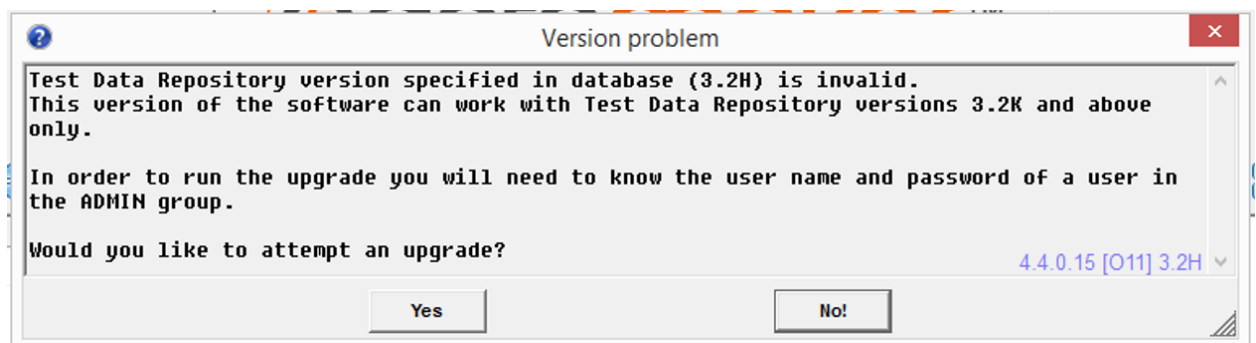 Version problem
Test Data Repository version specified in database (3.2H) is invalid.
This version of the software can work with Test Data Repository versions 3.2K and above
only.
In order to run the upgrade you will need to know the user name and password of a user in
the ADMIN group.
Would you like to attempt an upgrade?
4.4.0.15 [O11] 3.2H
Yes
No!